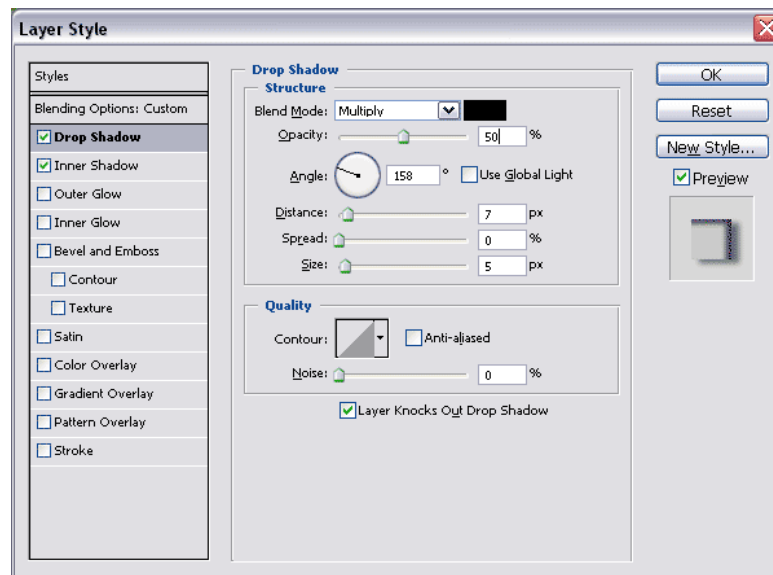 Layer Style
Styles
Blending Options: Custom
Drop Shadow
Inner Shadow
Outer Glow
Inner Glow
Bevel and Emboss
Contour
Texture
Satin
Color Overlay
Gradient Overlay
Pattern Overlay
Stroke
Drop Shadow
Structure
Blend Mode: Multiply
Opacity: 50 %
Angle: 158 ° Use Global Light
Distance: 7 px
Spread: 0 %
Size: 5 px
Quality
Contour: Anti-aliased
Noise: 0 %
Layer Knocks Out Drop Shadow
OK
Reset
New Style...
Preview